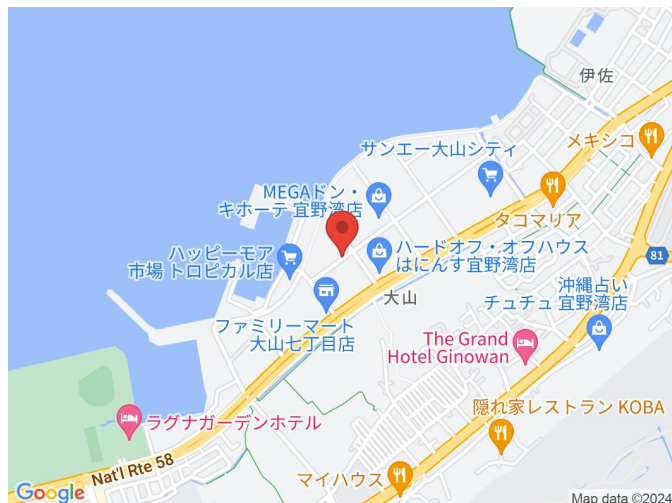 伊佐
メキシコ
サンエー大山シティ
タコマリア
MEGAドン・
キホーテ 宜野湾店
ハッピーモア
市場 トロピカル店
ハードオフ・オフハウス
はにんす宜野湾店
81
大山
沖縄占い
チュチュ 宜野湾店
ファミリーマート
大山七丁目店
The Grand
Hotel Ginowan
ラグナガーデンホテル
隠れ家レストラン KOBA
Nat'l Rte 58
マイハウス
Google
Map data ©2024